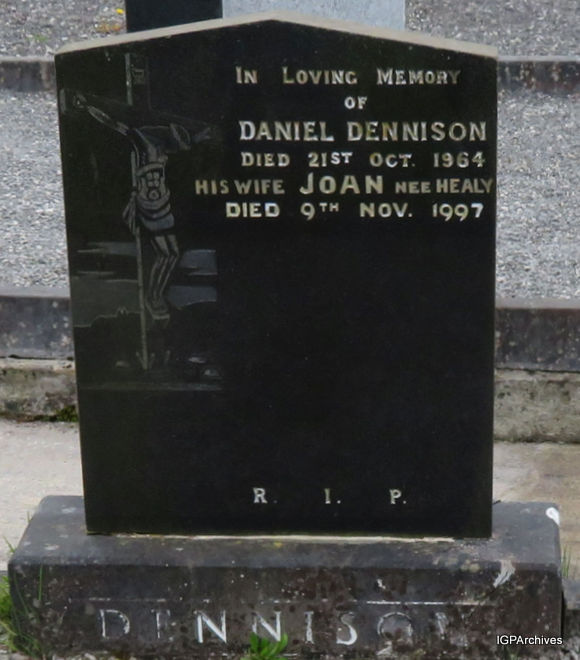 IN LOVING MEMORY
OF
DANIEL DENNISON
DIED 21ST OCT. 1964
HIS WIFE JOAN NEE HEALY
DIED 9TH NOV. 1997
R. I. P.
DENNISON
IGPArchives